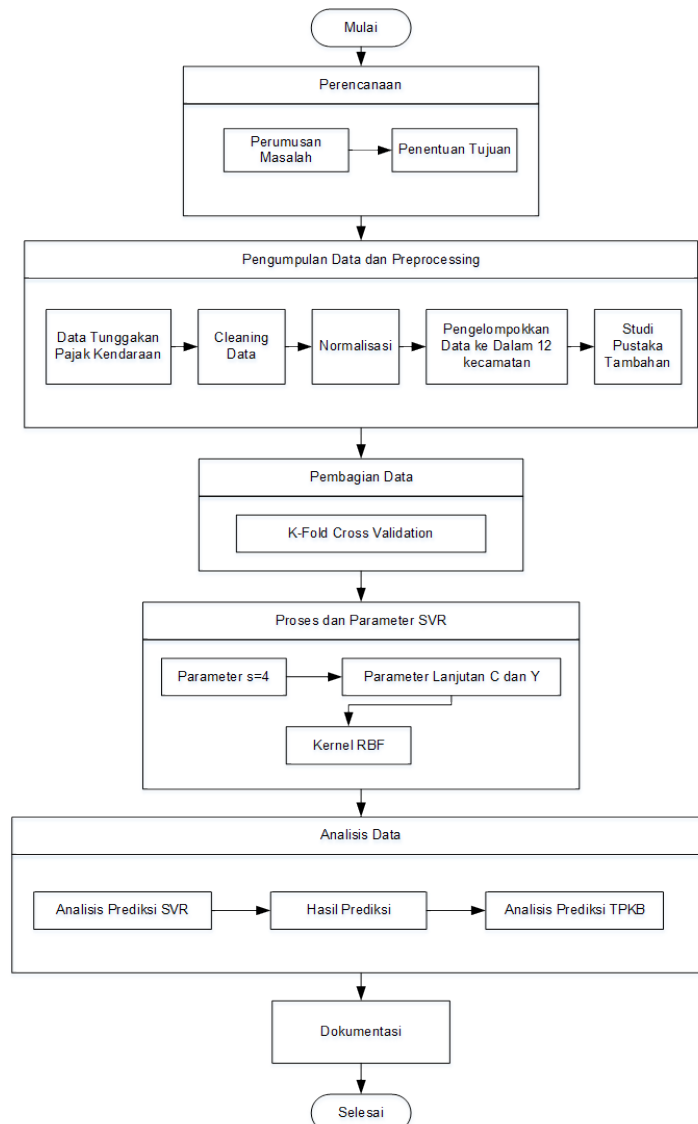 Mulai
Perencanaan
Perumusan
Masalah
Penentuan Tujuan
Pengumpulan Data dan Preprocessing
Data Tunggakan
Pajak Kendaraan
Cleaning
Data
Normalisasi
Pengelompokkan
Data ke Dalam 12
kecamatan
Studi
Pustaka
Tambahan
Pembagian Data
K-Fold Cross Validation
Proses dan Parameter SVR
Parameter s=4
Parameter Lanjutan C dan Y
Kernel RBF
Analisis Data
Analisis Prediksi SVR
Hasil Prediksi
Analisis Prediksi TPKB
Dokumentasi
Selesai